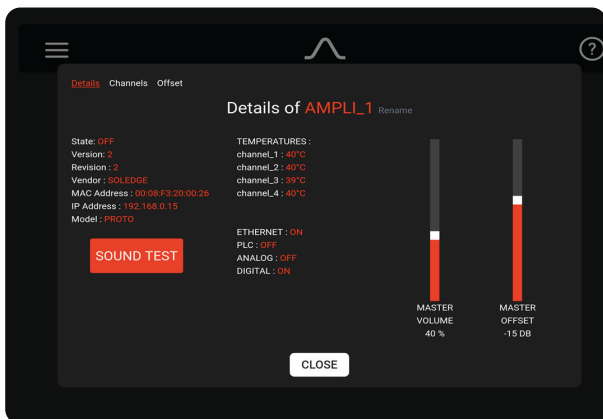 ?
Details Channels Offset
Details of AMPLI_1 Rename
State: OFF
Version: 2
Revision : 2
Vendor : SOLEDGE
MAC Address : 00:08:F3:20:00:26
IP Address : 192.168.0.15
Model : PROTO
SOUND TEST
TEMPERATURES :
channel_1 : 40°C
channel_2 : 40°C
channel_3 : 39°C
channel_4 : 40°C
ETHERNET : ON
PLC : OFF
ANALOG : OFF
DIGITAL : ON
MASTER
VOLUME
40 %
MASTER
OFFSET
-15 DB
CLOSE